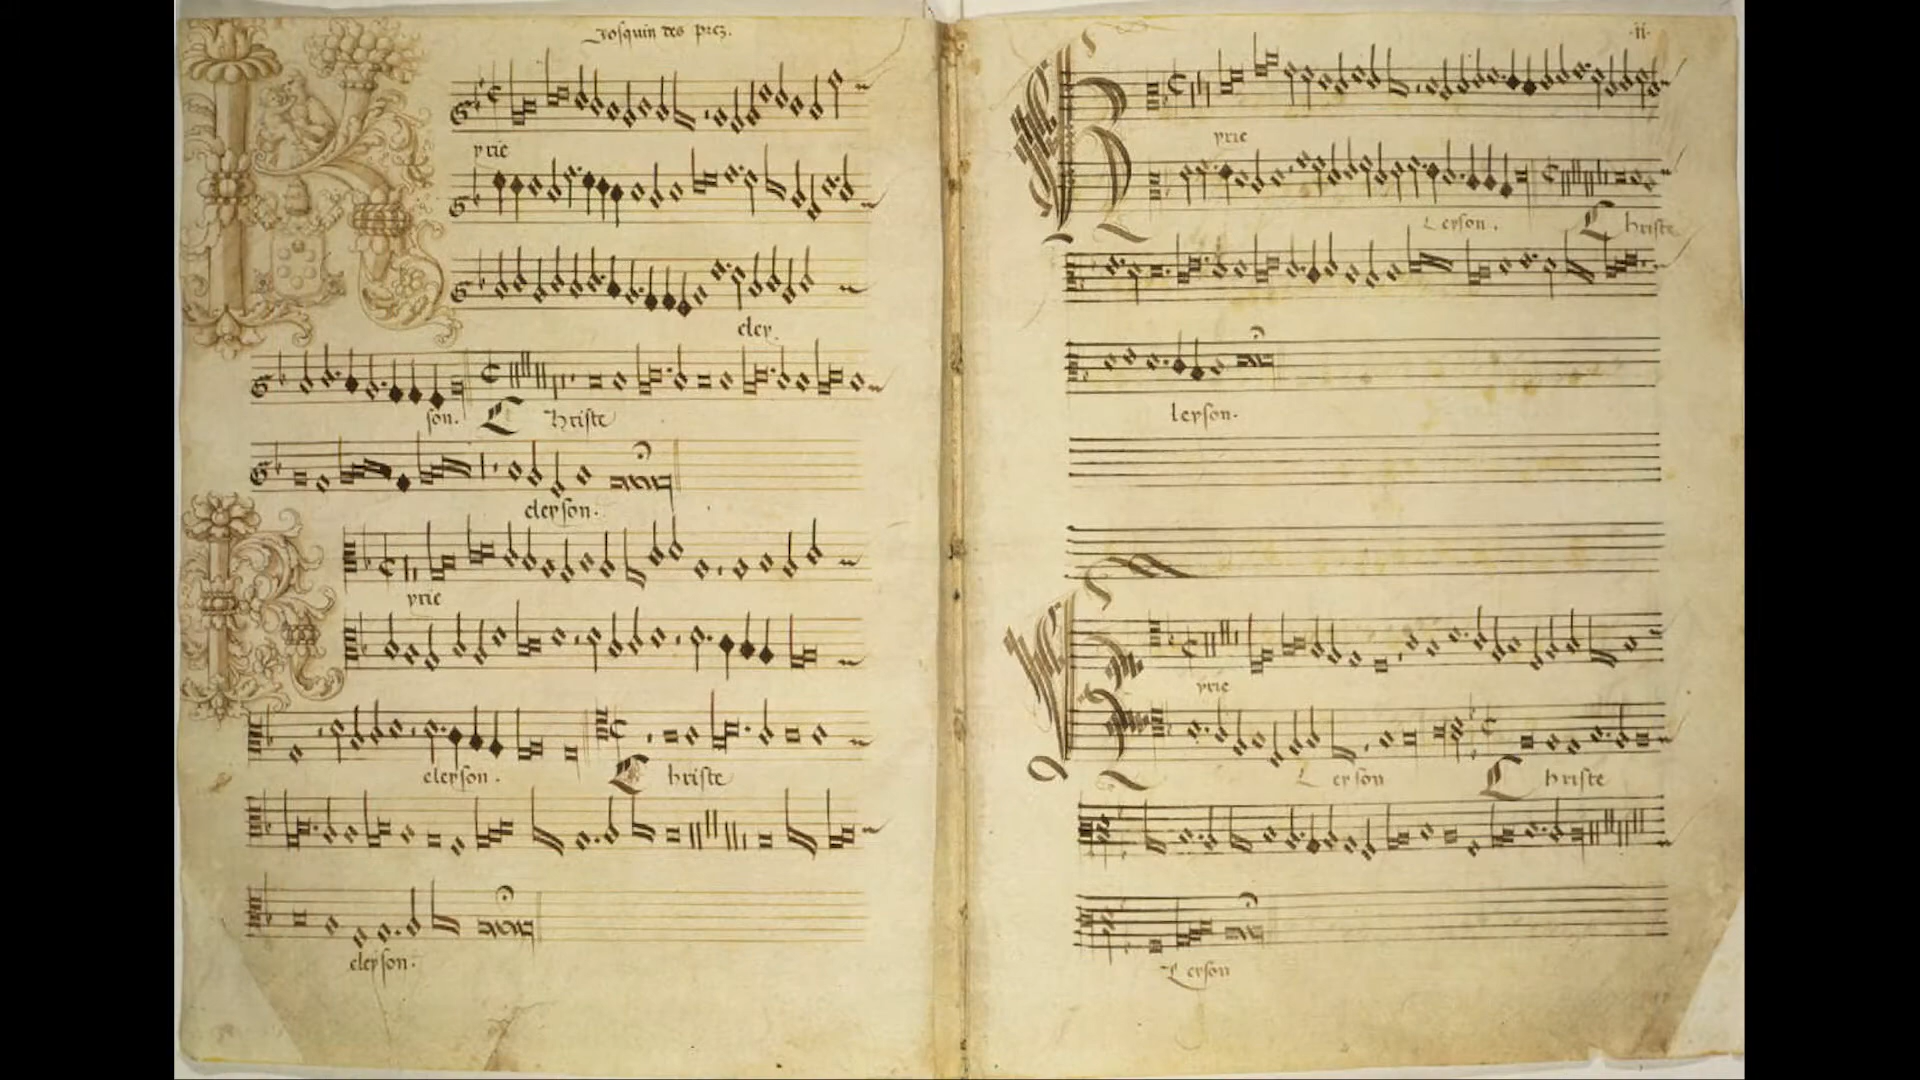 Josquin des prez.
yrie
eley.
son. Christe
eleyson.
yrie
eleyson. Christe
eleyson.
.ii.
yrie
Leyson. Christe
leyson.
yrie
Leyson Christe
Leyson